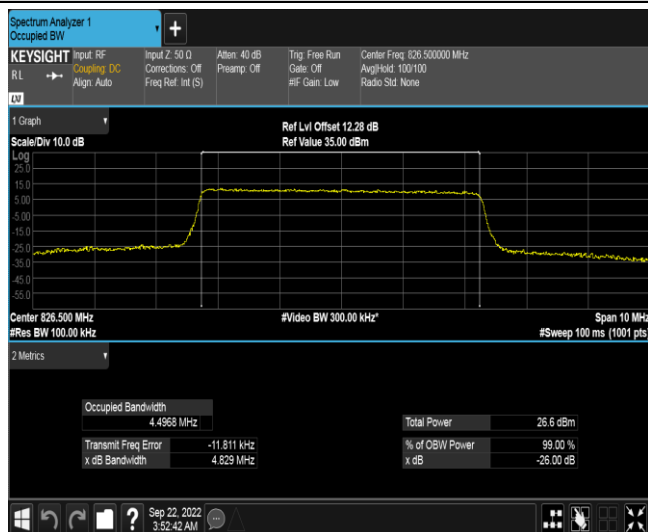 Spectrum Analyzer 1
Occupied BW
KEYSIGHT
RL
LXI
Input: RF
Coupling: DC
Align: Auto
Input Z: 50 Ω
Corrections: Off
Freq Ref: Int (S)
Atten: 40 dB
Preamp: Off
Trig: Free Run
Gate: Off
#IF Gain: Low
Center Freq: 826.500000 MHz
Avg|Hold: 100/100
Radio Std: None
1 Graph
Scale/Div 10.0 dB
Ref Lvl Offset 12.28 dB
Ref Value 35.00 dBm
Log
25.0
15.0
5.00
-5.00
-15.0
-25.0
-35.0
-45.0
-55.0
Center 826.500 MHz
#Video BW 300.00 kHz*
Span 10 MHz
#Res BW 100.00 kHz
#Sweep 100 ms (1001 pts)
2 Metrics
Occupied Bandwidth
4.4968 MHz
Total Power 26.6 dBm
Transmit Freq Error -11.811 kHz
% of OBW Power 99.00 %
x dB Bandwidth 4.829 MHz
x dB -26.00 dB
?
Sep 22, 2022
3:52:42 AM